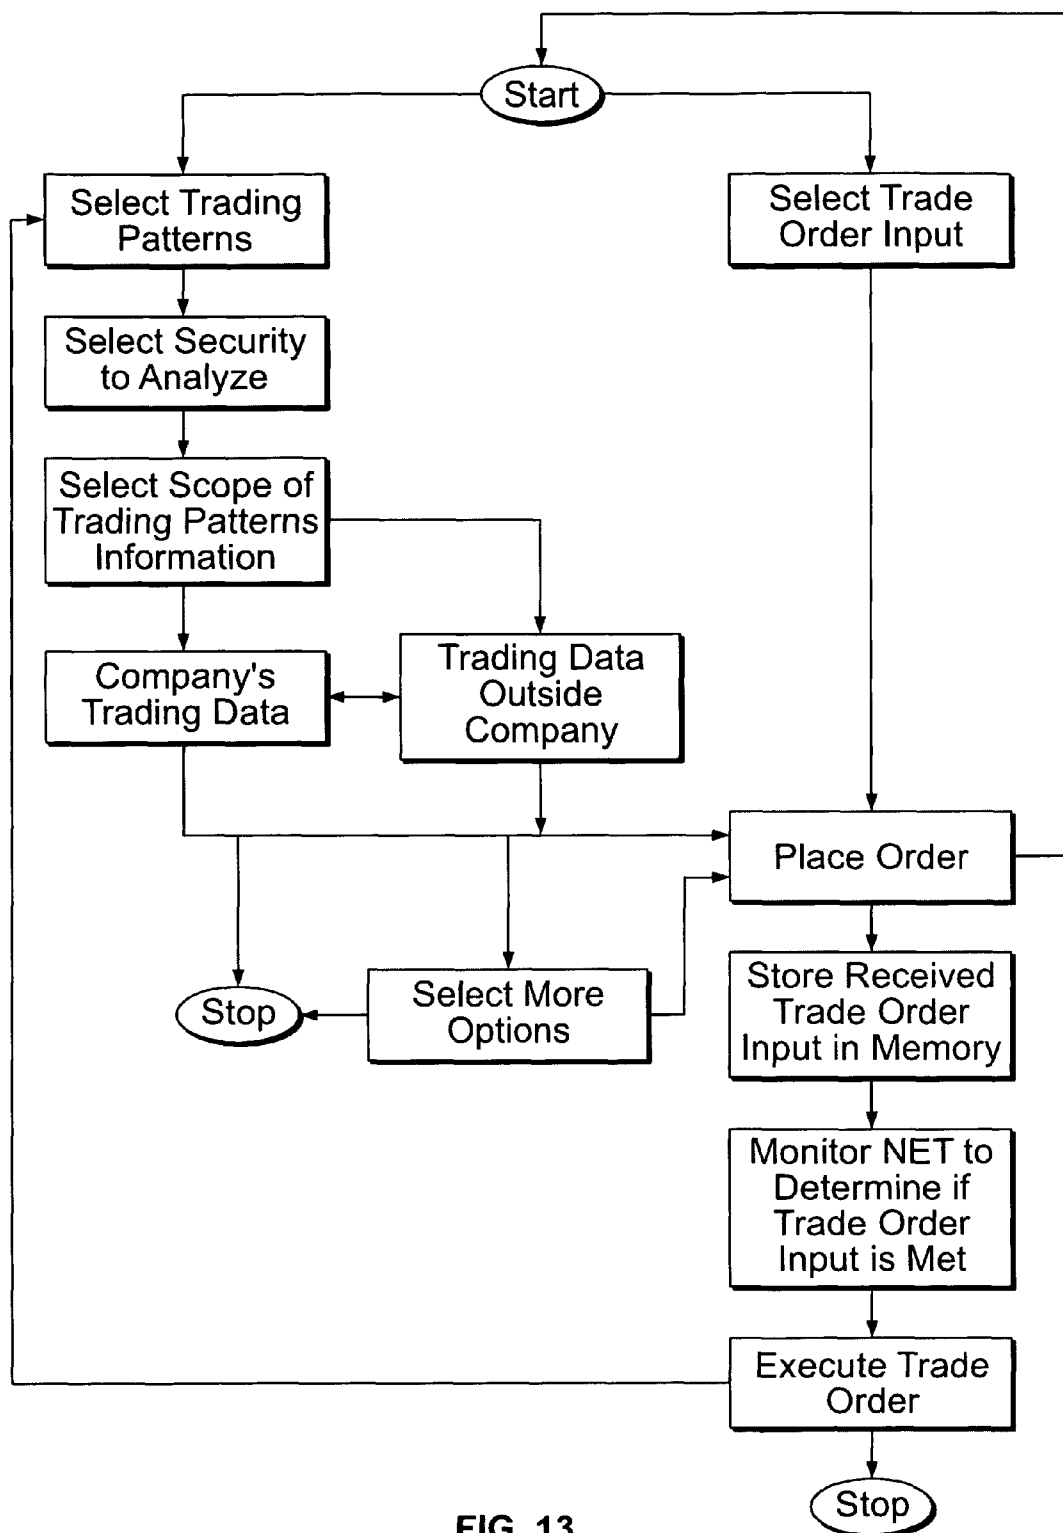 Start
Select Trading
Patterns
Select Trade
Order Input
Select Security
to Analyze
Select Scope of
Trading Patterns
Information
Company's
Trading Data
Trading Data
Outside
Company
Place Order
Stop
Select More
Options
Store Received
Trade Order
Input in Memory
Monitor NET to
Determine if
Trade Order
Input is Met
Execute Trade
Order
Stop
FIG. 13